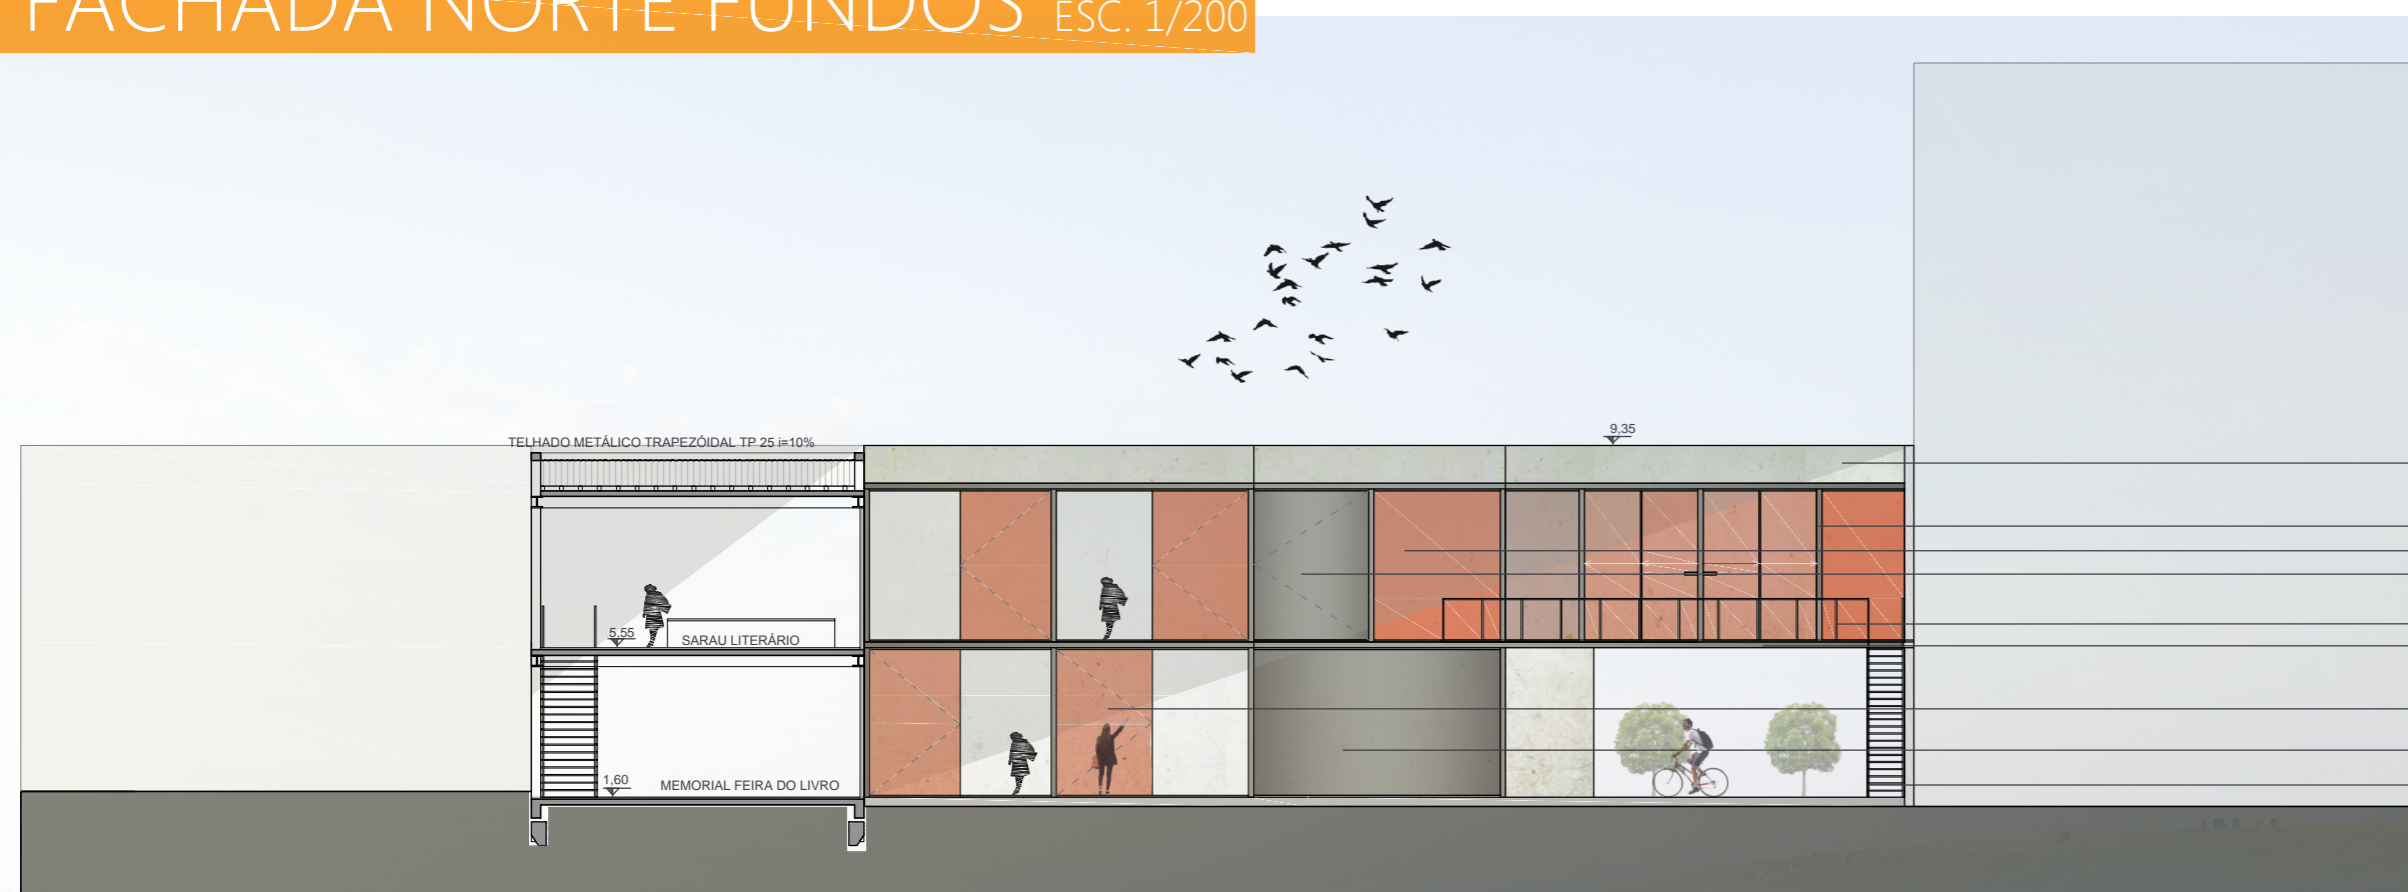 FACHADA NORTE FUNDOS ESC. 1/200
TELHADO METÁLICO TRAPEZÓIDAL TP 25 i=10%
9,35
5,55
SARAU LITERÁRIO
1,60
MEMORIAL FEIRA DO LIVRO